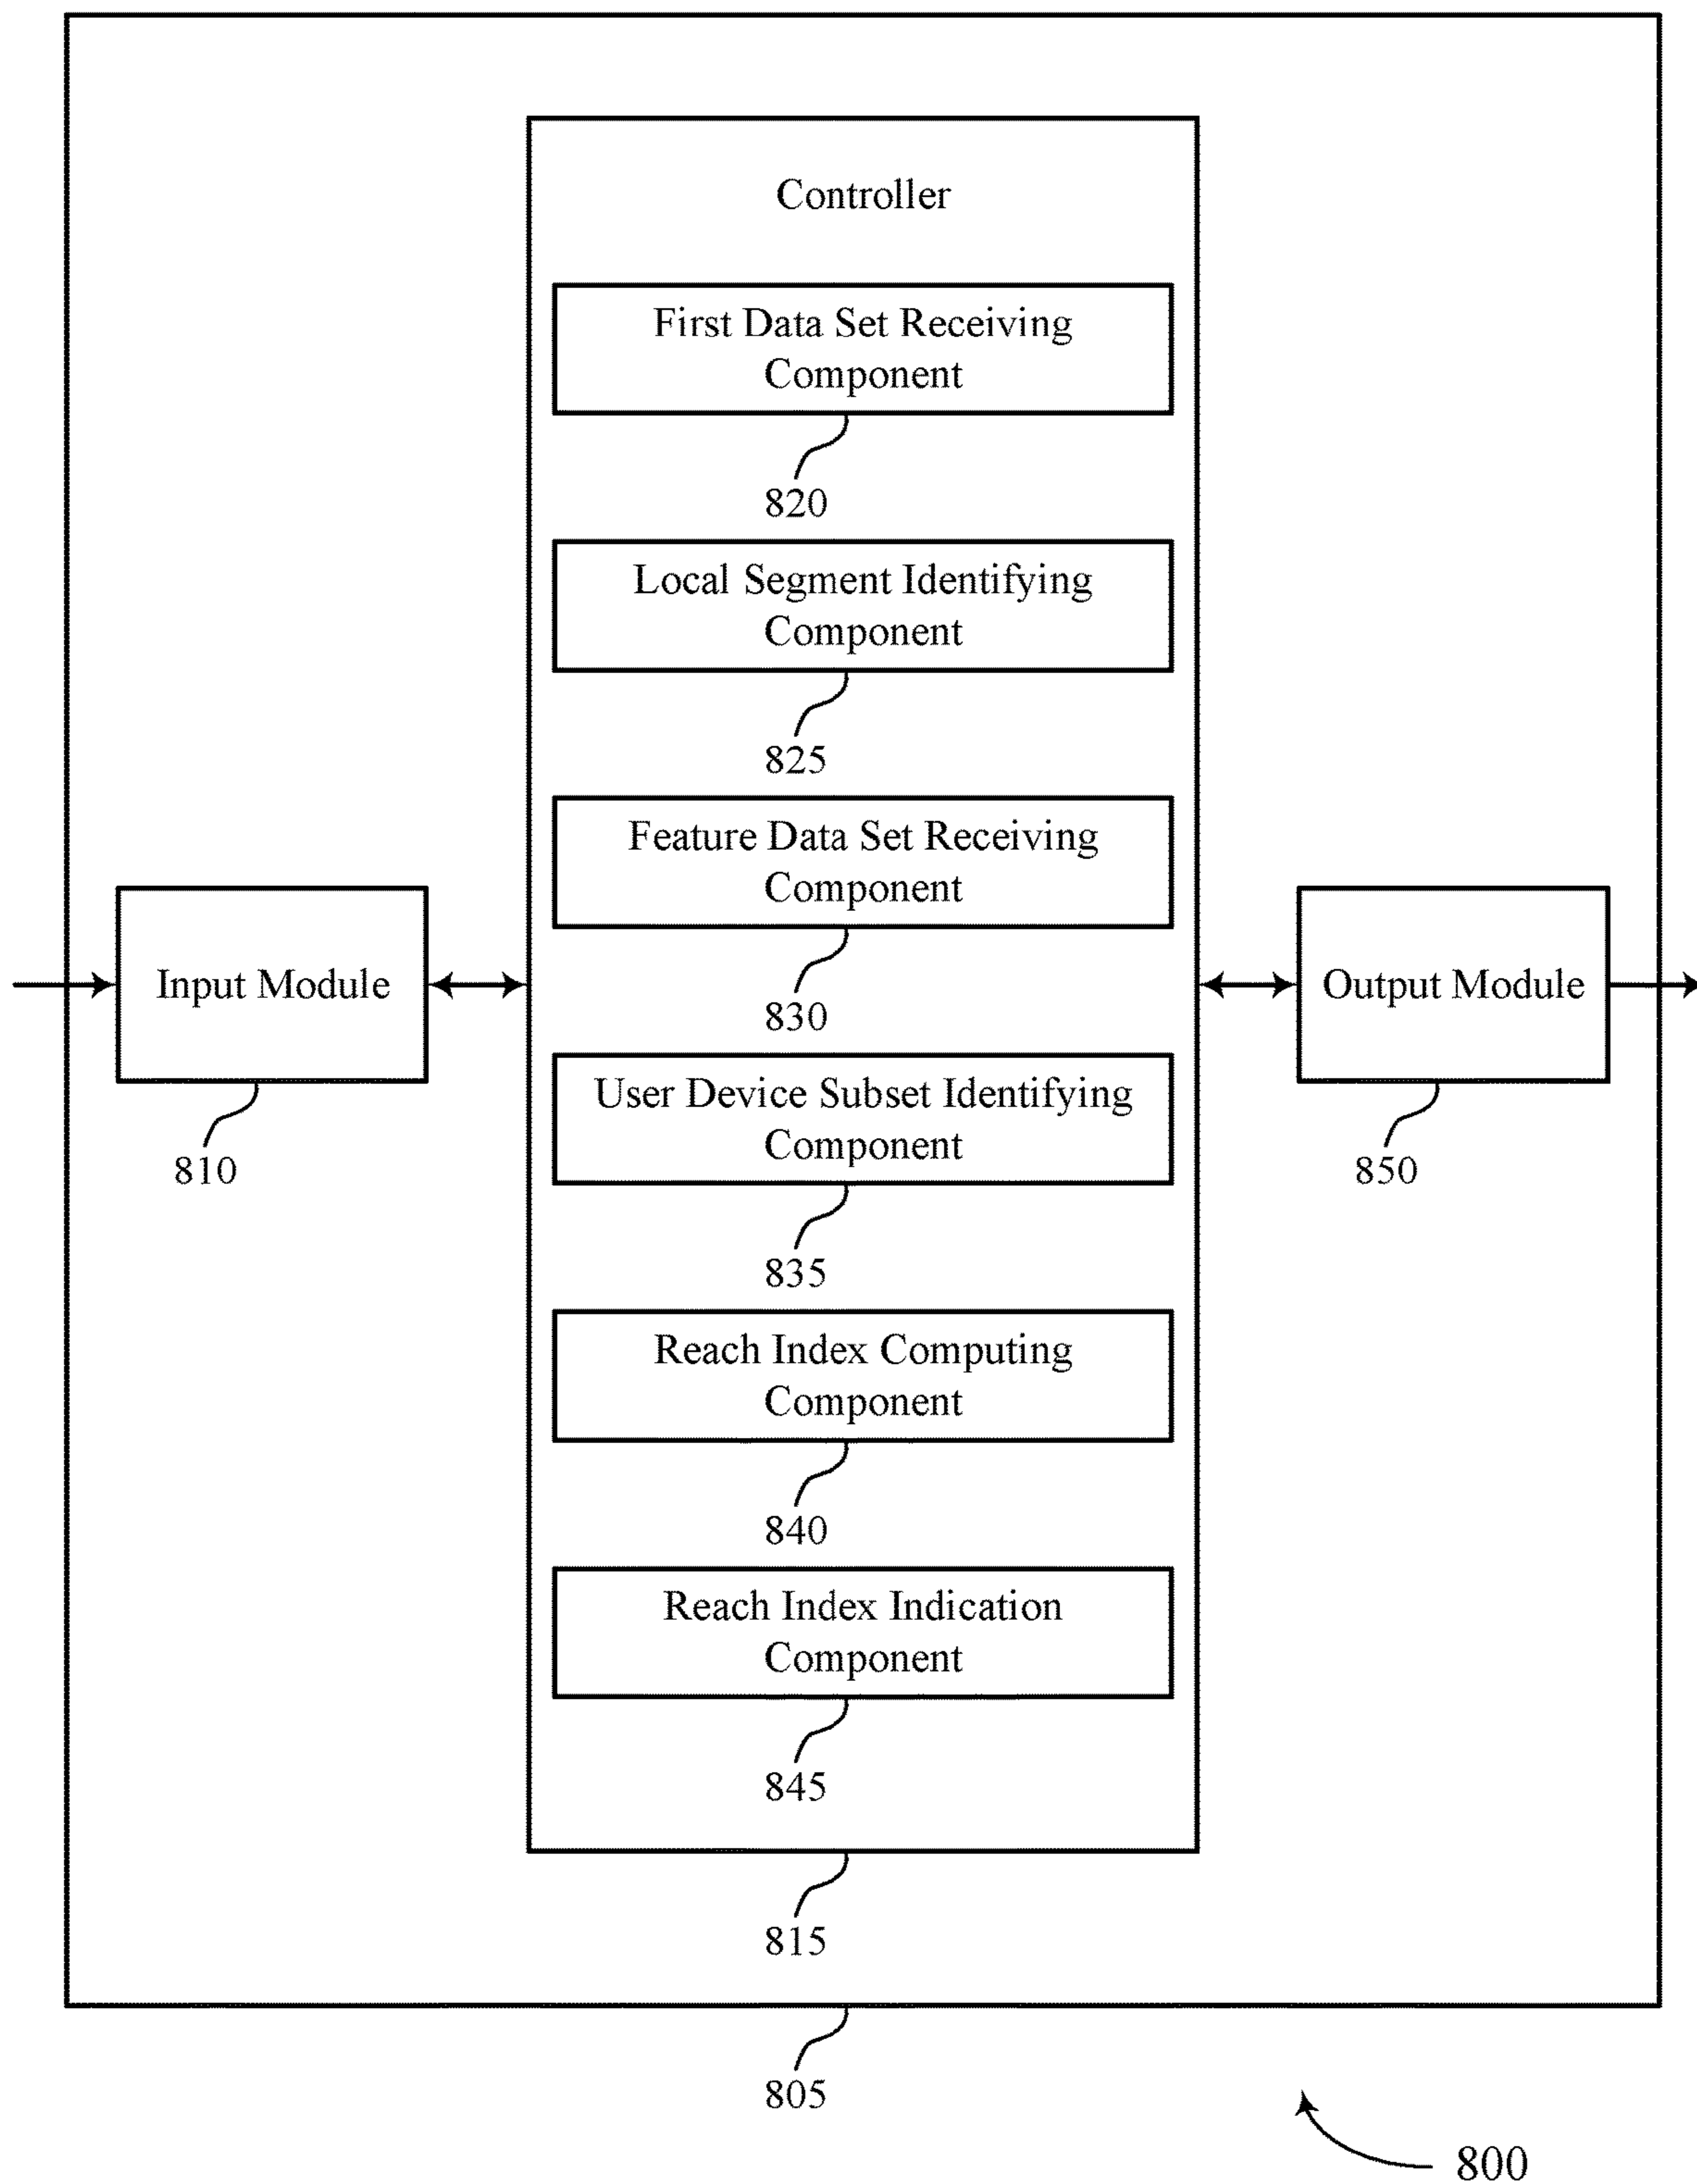 Controller
First Data Set Receiving
Component
820
Local Segment Identifying
Component
825
Feature Data Set Receiving
Component
830
Input Module
810
Output Module
850
User Device Subset Identifying
Component
835
Reach Index Computing
Component
840
Reach Index Indication
Component
845
815
805
800